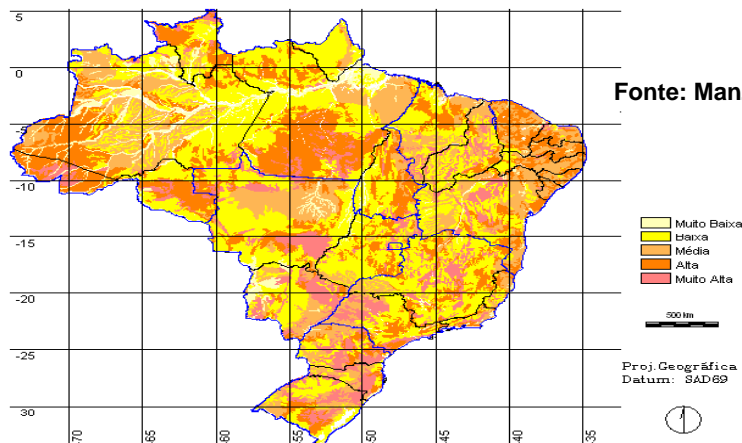 5
0
-5
-10
-15
-20
-25
-30
-70
-65
-60
-55
-50
-45
-40
-35
Fonte: Man
Muito Baixa
Baixa
Média
Alta
Muito Alta
500 km
Proj.Geográfica
Datum: SAD69